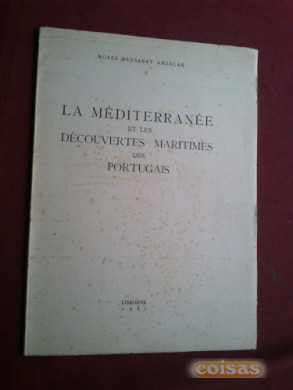 MOSES BENSABAT AMZALAK
LA MÉDITERRANÉE
ET LES
DÉCOUVERTES MARITIMES
DES
PORTUGAIS
LISBONNE
coisas